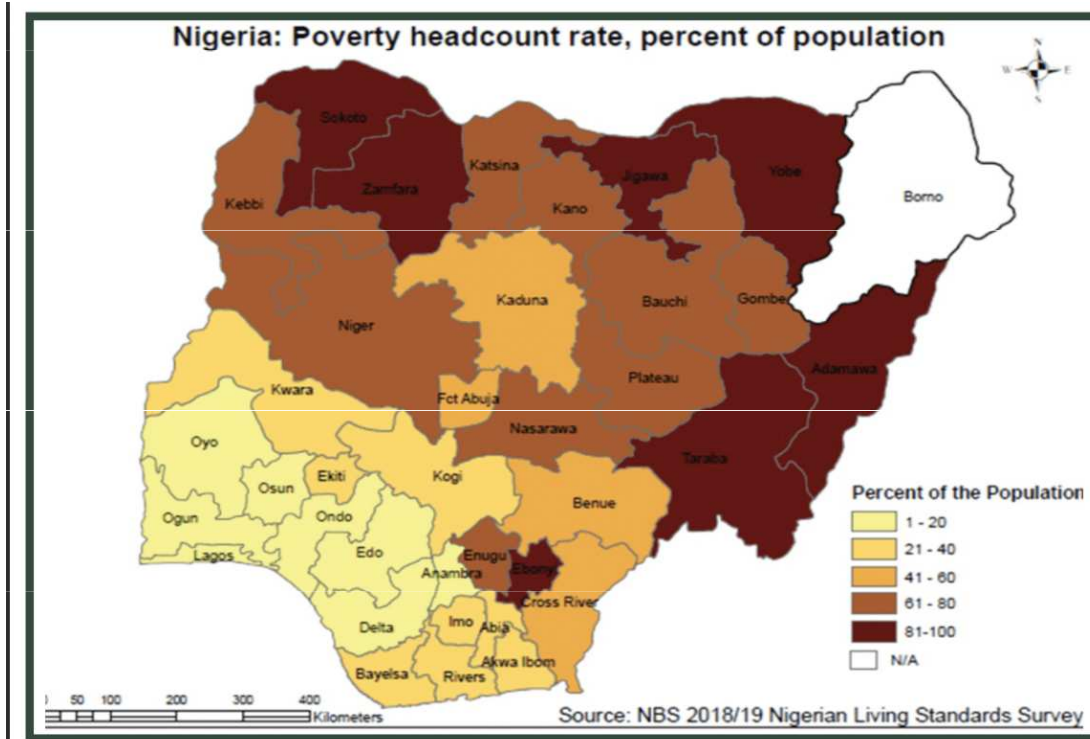 Nigeria: Poverty headcount rate, percent of population
N
W E
S
Sokoto
Katsina
Jigawa
Yobe
Zamfara
Kebbi
Kano
Borno
Kaduna
Bauchi
Gombe
Niger
Adamawa
Plateau
Kwara
Fct Abuja
Nasarawa
Oyo
Taraba
Ekiti
Kogi
Osun
Benue
Ogun
Ondo
Lagos
Edo
Enugu
Ebony
Anambra
Cross River
Delta
Imo
Abia
Akwa Ibom
Bayelsa
Rivers
Percent of the Population
1 - 20
21 - 40
41 - 60
61 - 80
81-100
N/A
0 50 100 200 300 400
Kilometers
Source: NBS 2018/19 Nigerian Living Standards Survey